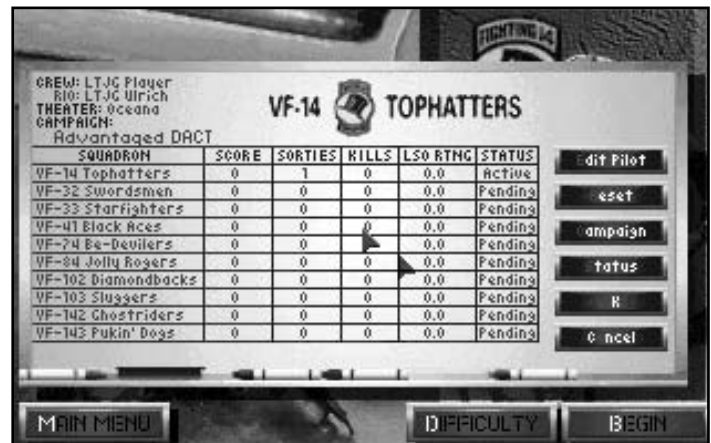 FIGHTING 14
CREW: LTJG Player
RIO: LTJG Ulrich
THEATER: Oceana
CAMPAIGN:
Advantaged DACT
VF-14 TOPHATTERS
SQUADRON SCORE SORTIES KILLS LSO RTNG STATUS
VF-14 Tophatters 0 1 0 0.0 Active
VF-32 Swordsmen 0 0 0 0.0 Pending
VF-33 Starfighters 0 0 0 0.0 Pending
VF-41 Black Aces 0 0 0 0.0 Pending
VF-74 Be-Devilers 0 0 0 0.0 Pending
VF-84 Jolly Rogers 0 0 0 0.0 Pending
VF-102 Diamondbacks 0 0 0 0.0 Pending
VF-103 Sluggers 0 0 0 0.0 Pending
VF-142 Ghostriders 0 0 0 0.0 Pending
VF-143 Pukin' Dogs 0 0 0 0.0 Pending
Edit Pilot
eset
ampaign
tatus
K
C ncel
MAIN MENU
DIFFICULTY
BEGIN